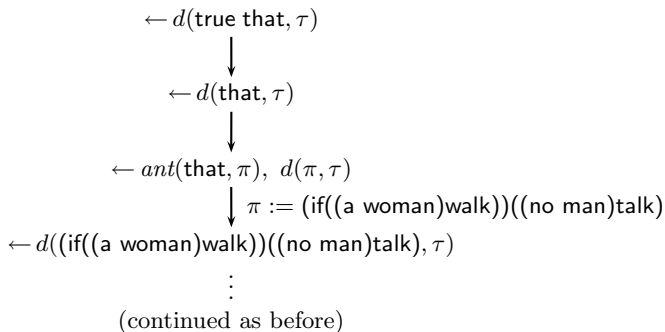 ← d(true that, τ)
← d(that, τ)
← ant(that, π), d(π, τ)
π := (if((a woman)walk))((no man)talk)
← d((if((a woman)walk))((no man)talk), τ)
⋮
(continued as before)